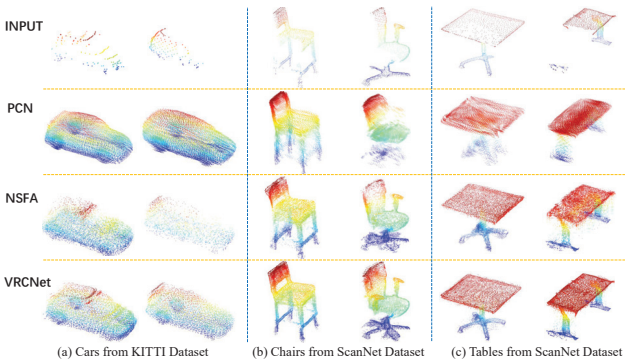 INPUT
PCN
NSFA
VRCNet
(a) Cars from KITTI Dataset
(b) Chairs from ScanNet Dataset
(c) Tables from ScanNet Dataset